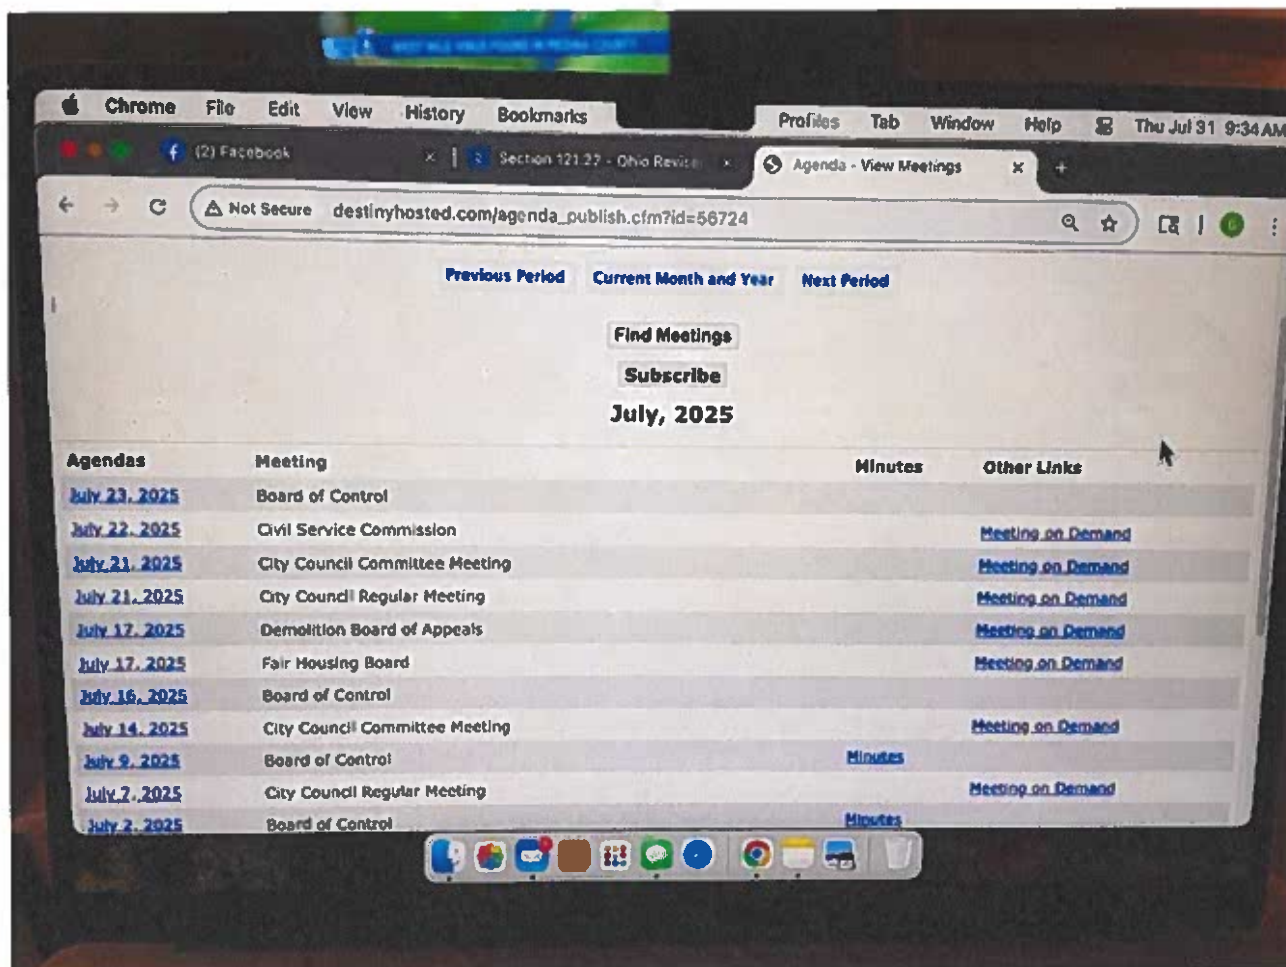 WEST NILE VIRUS FOUND IN MEDINA COUNTY
Chrome File Edit View History Bookmarks Profiles Tab Window Help Thu Jul 31 9:34 AM
(2) Facebook Section 121.22 - Ohio Revise Agenda - View Meetings
Not Secure destinyhosted.com/agenda_publish.cfm?id=56724
Previous Period Current Month and Year Next Period
Find Meetings
Subscribe
July, 2025
Agendas Meeting Minutes Other Links
July 23, 2025 Board of Control
July 22, 2025 Civil Service Commission Meeting on Demand
July 21, 2025 City Council Committee Meeting Meeting on Demand
July 21, 2025 City Council Regular Meeting Meeting on Demand
July 17, 2025 Demolition Board of Appeals Meeting on Demand
July 17, 2025 Fair Housing Board Meeting on Demand
July 16, 2025 Board of Control
July 14, 2025 City Council Committee Meeting Meeting on Demand
July 9, 2025 Board of Control Minutes
July 7, 2025 City Council Regular Meeting Meeting on Demand
July 2, 2025 Board of Control Minutes